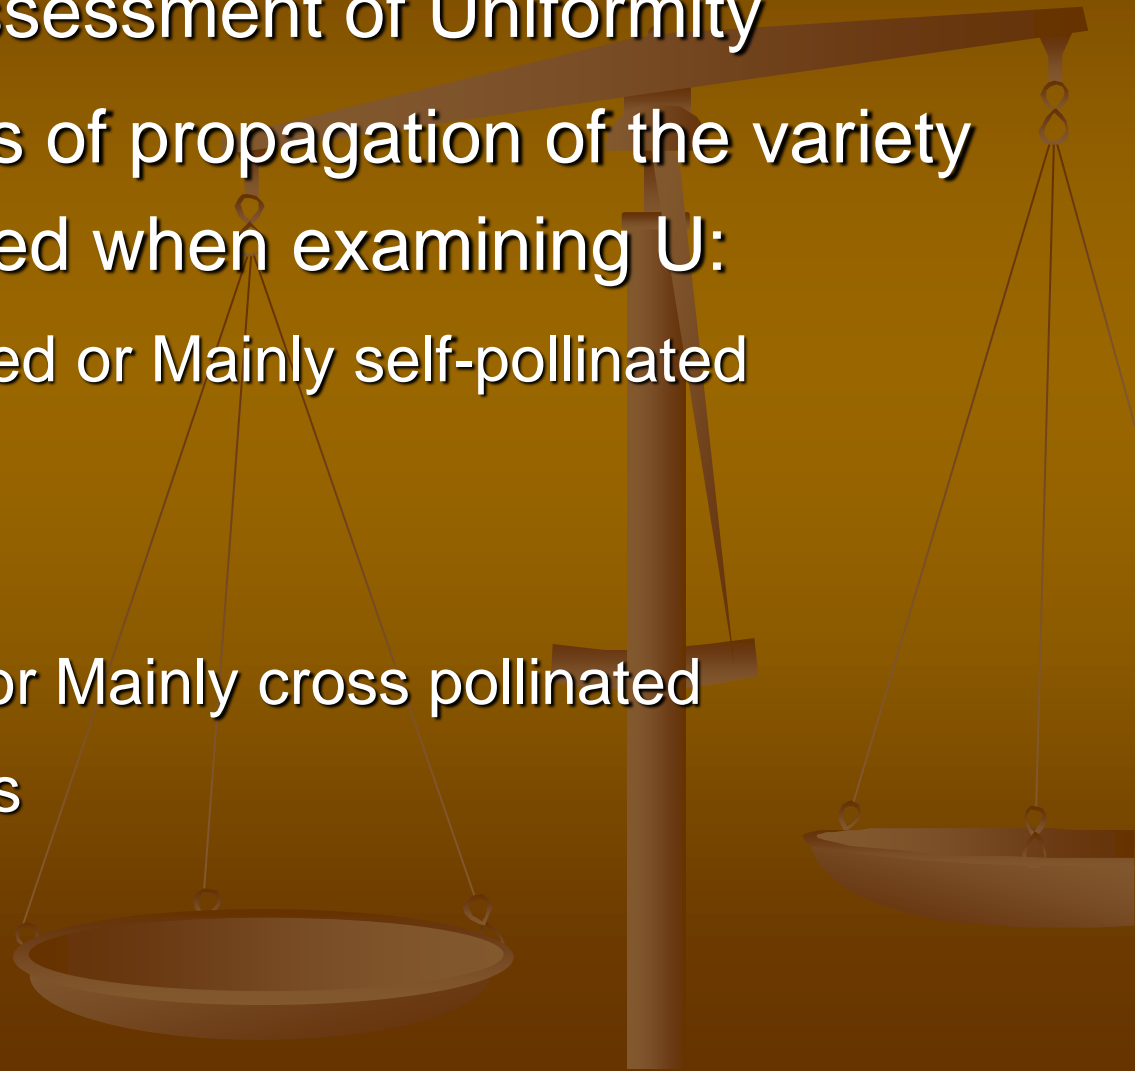 ssessment of Uniformity
s of propagation of the variety
ed when examining U:
ed or Mainly self-pollinated
or Mainly cross pollinated
s